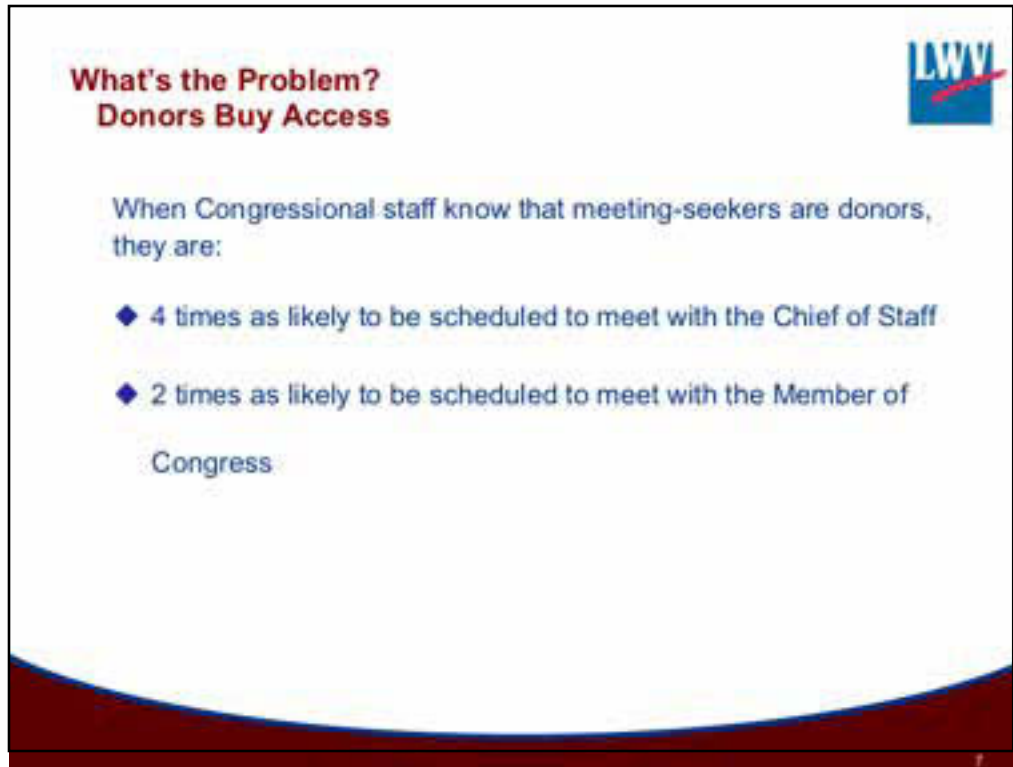 LWV
What's the Problem?
Donors Buy Access
When Congressional staff know that meeting-seekers are donors,
they are:
◆ 4 times as likely to be scheduled to meet with the Chief of Staff
◆ 2 times as likely to be scheduled to meet with the Member of
Congress